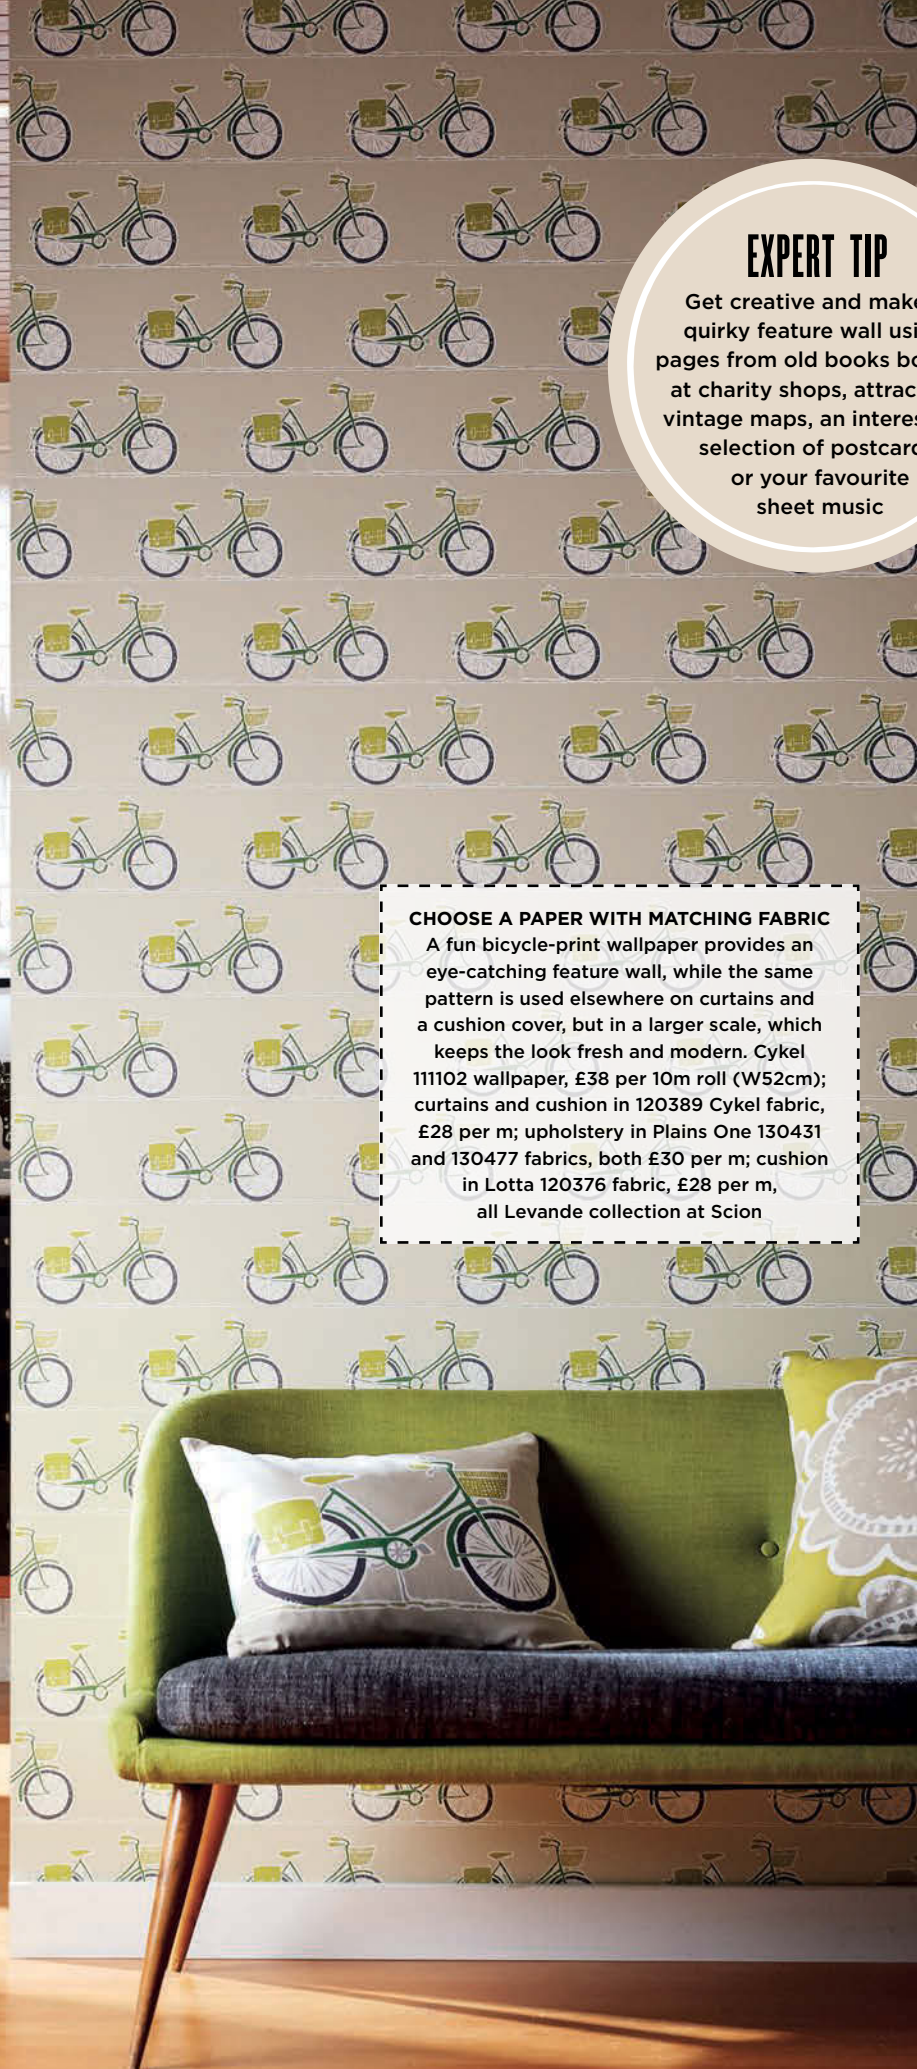 EXPERT TIP
Get creative and make
quirky feature wall
pages from old books
at charity shops,
vintage maps, an
selection of
or your favourite
sheet music
CHOOSE A PAPER WITH MATCHING FABRIC
A fun bicycle-print wallpaper provides an
eye-catching feature wall, while the same
pattern is used elsewhere on curtains and
a cushion cover, but in a larger scale, which
keeps the look fresh and modern. Cykel
111102 wallpaper, £38 per 10m roll (W52cm);
curtains and cushion in 120389 Cykel fabric,
£28 per m; upholstery in Plains One 130431
and 130477 fabrics, both £30 per m; cushion
in Lotta 120376 fabric, £28 per m,
all Levande collection at Scion